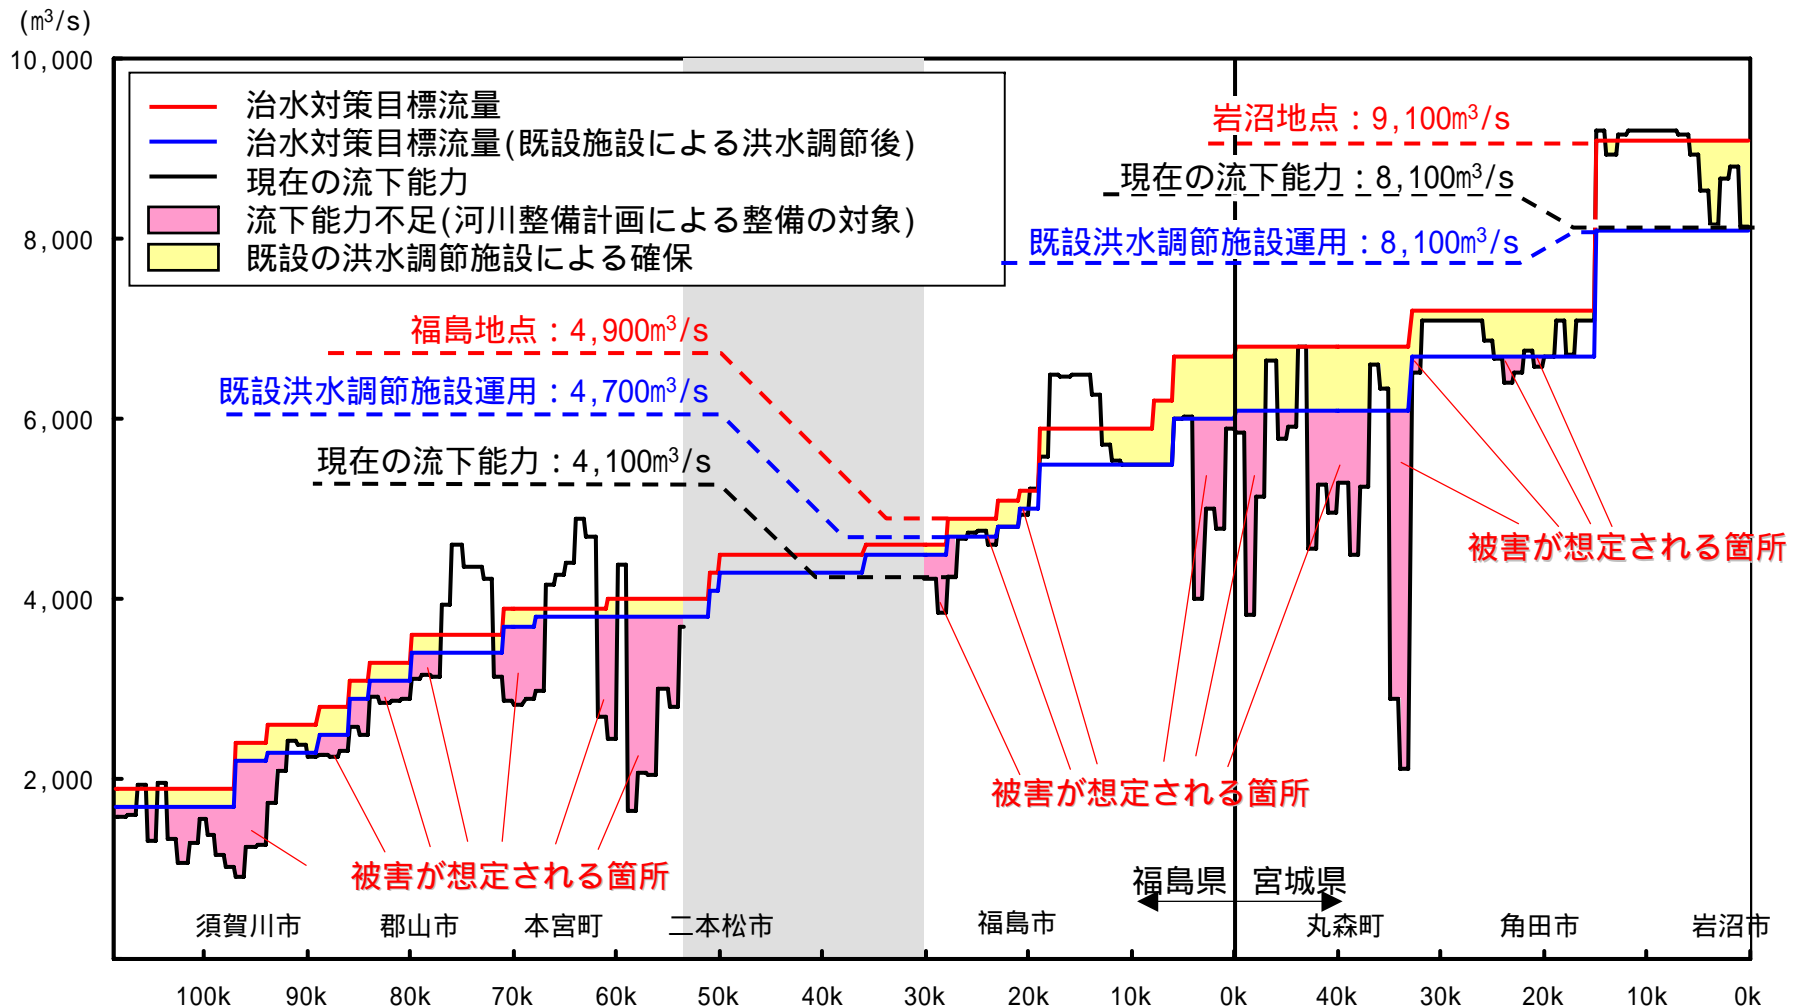 (m³/s)
10,000
8,000
6,000
4,000
2,000
治水対策目標流量
治水対策目標流量(既設施設による洪水調節後)
現在の流下能力
流下能力不足(河川整備計画による整備の対象)
既設の洪水調節施設による確保
岩沼地点：9,100m³/s
現在の流下能力：8,100m³/s
既設洪水調節施設運用：8,100m³/s
福島地点：4,900m³/s
既設洪水調節施設運用：4,700m³/s
現在の流下能力：4,100m³/s
被害が想定される箇所
被害が想定される箇所
被害が想定される箇所
福島県 宮城県
須賀川市 郡山市 本宮町 二本松市 福島市 丸森町 角田市 岩沼市
100k 90k 80k 70k 60k 50k 40k 30k 20k 10k 0k 40k 30k 20k 10k 0k